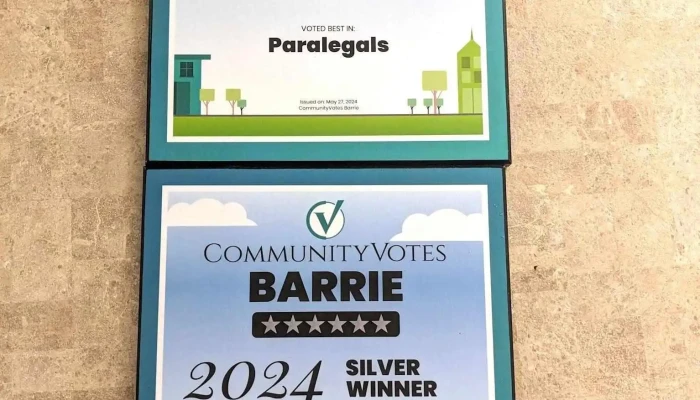 VOTED BEST IN:
Paralegals
Issued on: May 27, 2024
CommunityVotes Barrie
COMMUNITYVOTES
BARRIE
2024
SILVER
WINNER